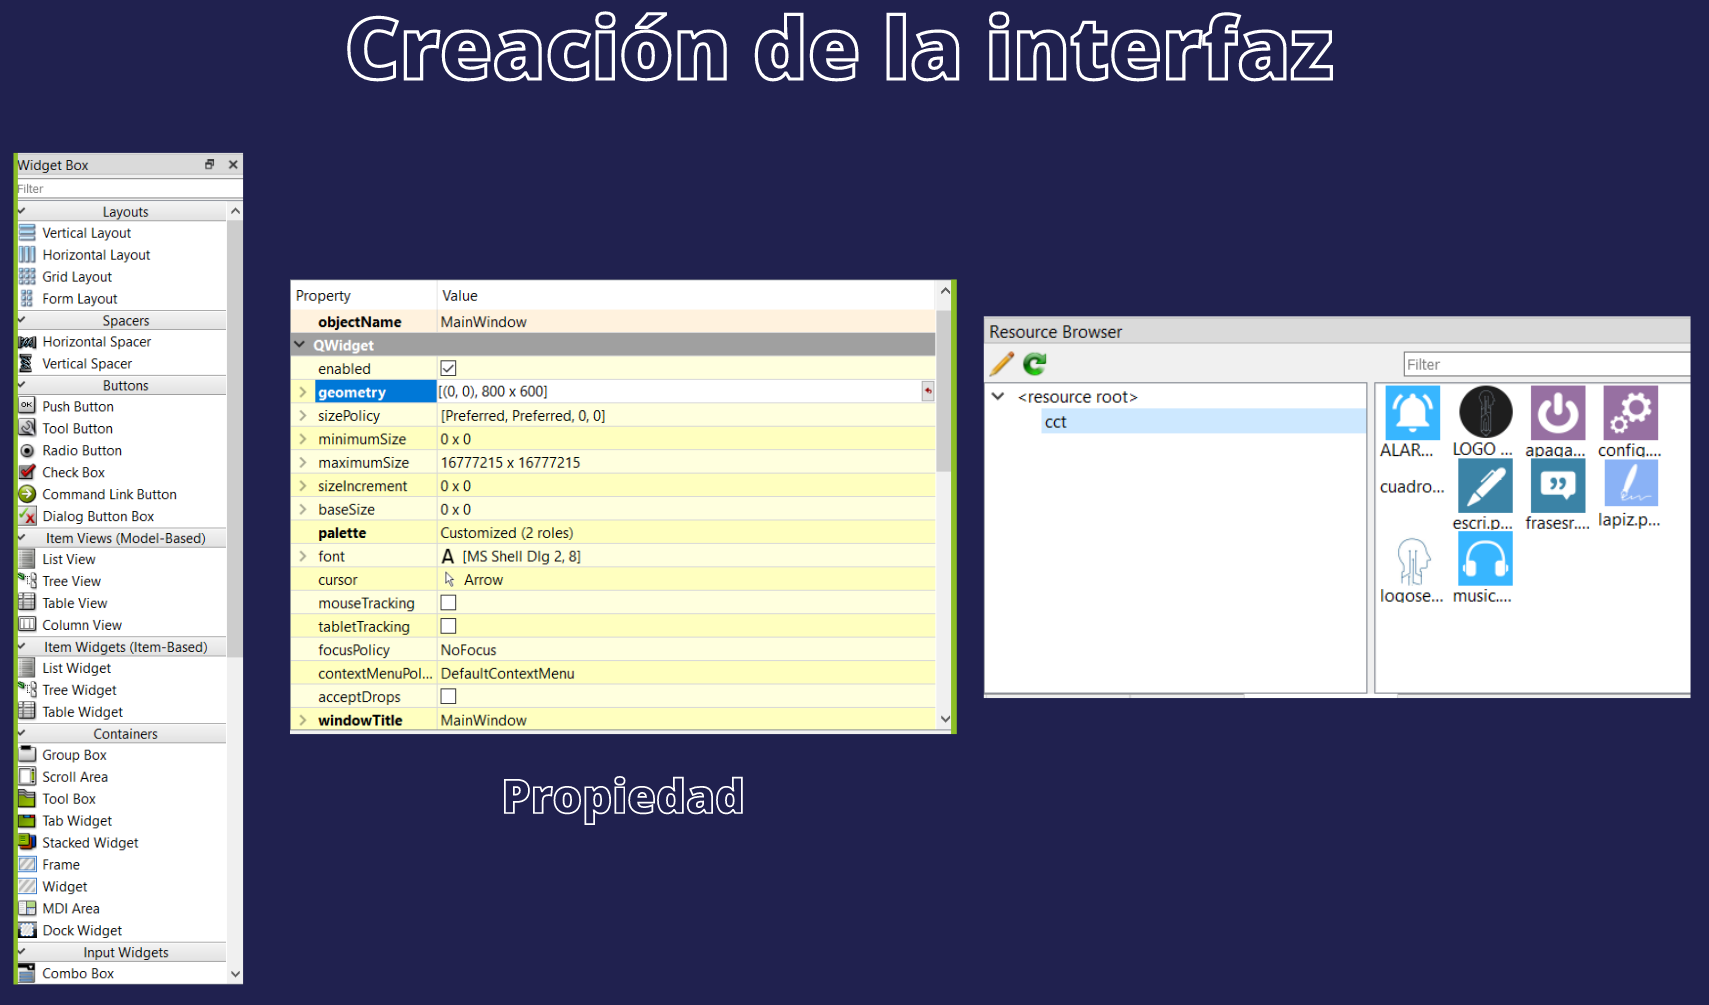 Creación de la interfaz
Widget Box
Filter
Layouts
Vertical Layout
Horizontal Layout
Grid Layout
Form Layout
Spacers
Horizontal Spacer
Vertical Spacer
Buttons
OK Push Button
Tool Button
Radio Button
Check Box
Command Link Button
Dialog Button Box
Item Views (Model-Based)
List View
Tree View
Table View
Column View
Item Widgets (Item-Based)
List Widget
Tree Widget
Table Widget
Containers
Group Box
Scroll Area
Tool Box
Tab Widget
Stacked Widget
Frame
Widget
MDI Area
Dock Widget
Input Widgets
Combo Box
Property Value
objectName MainWindow
QWidget
enabled
geometry [(0, 0), 800 x 600]
sizePolicy [Preferred, Preferred, 0, 0]
minimumSize 0 x 0
maximumSize 16777215 x 16777215
sizeIncrement 0 x 0
baseSize 0 x 0
palette Customized (2 roles)
font A [MS Shell Dlg 2, 8]
cursor Arrow
mouseTracking
tabletTracking
focusPolicy NoFocus
contextMenuPol... DefaultContextMenu
acceptDrops
windowTitle MainWindow
Propiedad
Resource Browser
Filter
<resource root>
cct
ALAR... LOGO ... apaga... config....
cuadro... escri.p... frasesr.... lapiz.p...
logose... music....